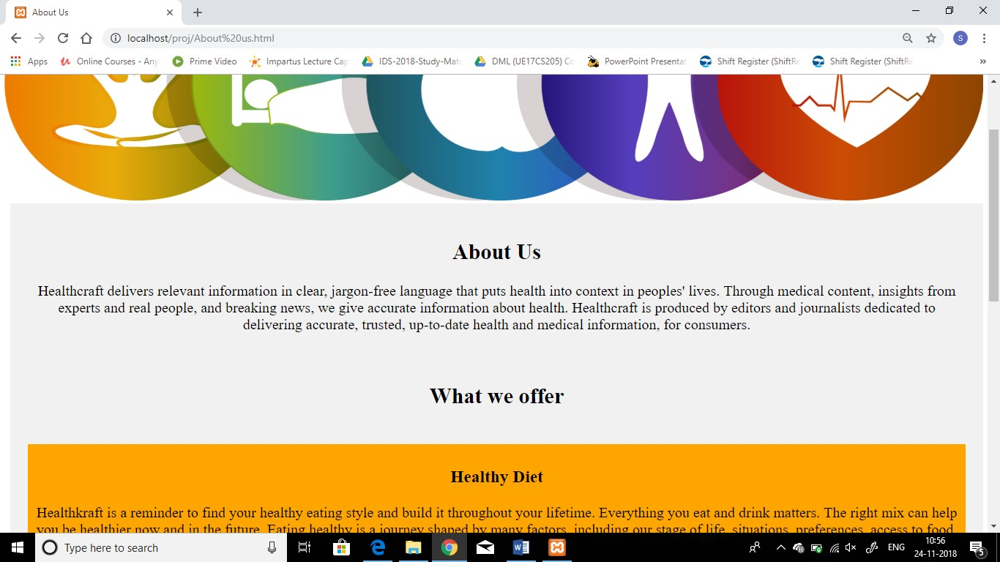 About Us
localhost/proj/About%20us.html
S
Apps
Online Courses - Any
Prime Video
Impartus Lecture Cap
IDS-2018-Study-Mate
DML (UE17CS205) Co
PowerPoint Presentat
Shift Register (ShiftRe
Shift Register (ShiftRe
About Us
Healthcraft delivers relevant information in clear, jargon-free language that puts health into context in peoples' lives. Through medical content, insights from
experts and real people, and breaking news, we give accurate information about health. Healthcraft is produced by editors and journalists dedicated to
delivering accurate, trusted, up-to-date health and medical information, for consumers.
What we offer
Healthy Diet
Healthkraft is a reminder to find your healthy eating style and build it throughout your lifetime. Everything you eat and drink matters. The right mix can help
you be healthier now and in the future. Eating healthy is a journey shaped by many factors, including our stage of life, situations, preferences, access to food,
Type here to search
ENG
10:56
24-11-2018
5